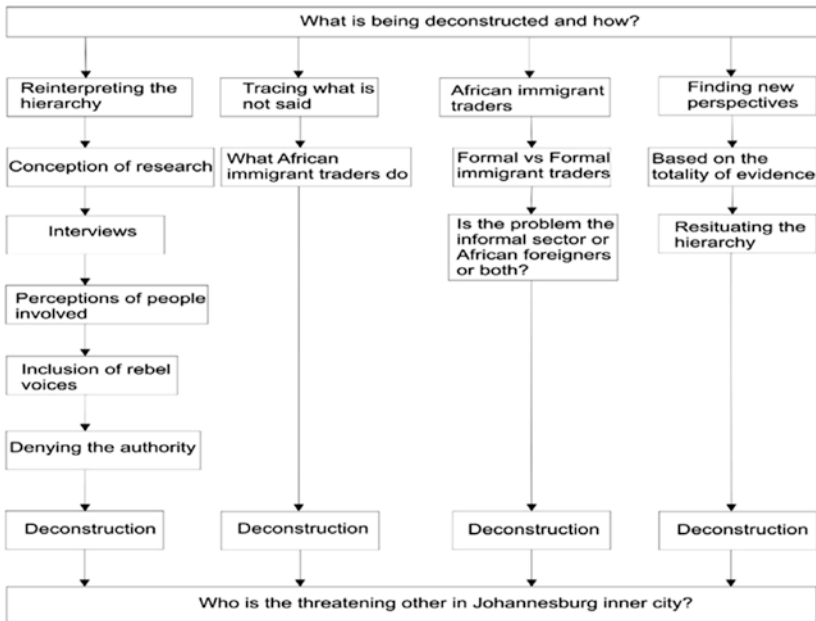 What is being deconstructed and how?
Reinterpreting the
hierarchy
Conception of research
Interviews
Perceptions of people
involved
Inclusion of rebel
voices
Denying the authority
Deconstruction
Tracing what is
not said
What African
immigrant traders do
Deconstruction
African immigrant
traders
Formal vs Formal
immigrant traders
Is the problem the
informal sector or
African foreigners
or both?
Deconstruction
Finding new
perspectives
Based on the
totality of evidence
Resituating the
hierarchy
Deconstruction
Who is the threatening other in Johannesburg inner city?